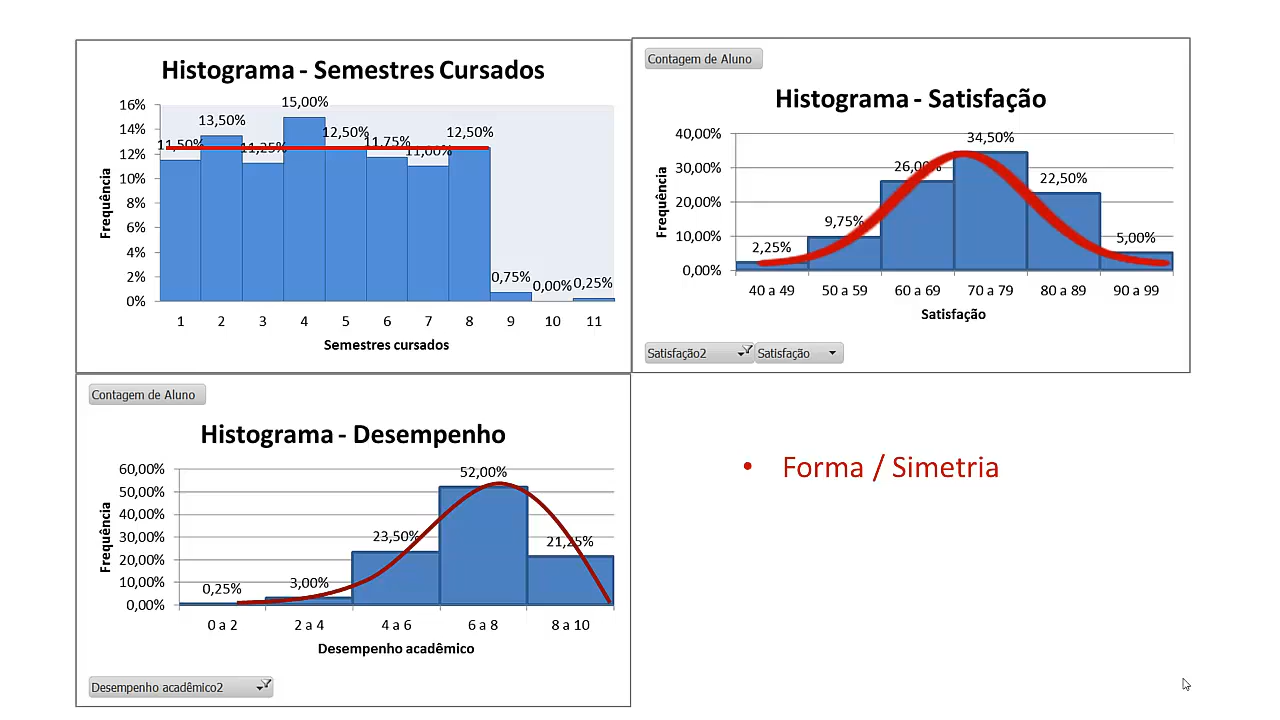 Histograma - Semestres Cursados
16%
14%
12%
10%
8%
6%
4%
2%
0%
Frequência
11,50%
13,50%
11,25%
15,00%
12,50%
11,75%
11,00%
12,50%
0,75%
0,00%
0,25%
1 2 3 4 5 6 7 8 9 10 11
Semestres cursados
Contagem de Aluno
Histograma - Satisfação
40,00%
30,00%
20,00%
10,00%
0,00%
Frequência
2,25%
9,75%
26,00%
34,50%
22,50%
5,00%
40 a 49 50 a 59 60 a 69 70 a 79 80 a 89 90 a 99
Satisfação
Satisfação2 Satisfação
Contagem de Aluno
Histograma - Desempenho
60,00%
50,00%
40,00%
30,00%
20,00%
10,00%
0,00%
Frequência
0,25%
3,00%
23,50%
52,00%
21,25%
0 a 2 2 a 4 4 a 6 6 a 8 8 a 10
Desempenho acadêmico
Desempenho acadêmico2
• Forma / Simetria